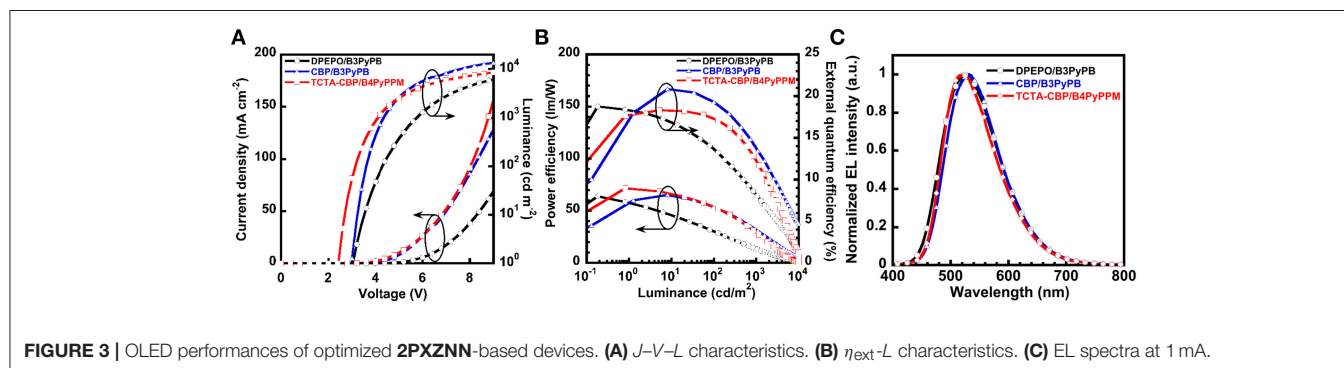 A
200
150
100
50
0
Current density (mA cm⁻²)
DPEPO/B3PyPB
CBP/B3PyPB
TCTA-CBP/B4PyPPM
10⁴
10³
10²
10¹
10⁰
Luminance (cd m⁻²)
0 2 4 6 8
Voltage (V)
B
200
150
100
50
0
Power efficiency (lm/W)
DPEPO/B3PyPB
CBP/B3PyPB
TCTA-CBP/B4PyPPM
25
20
15
10
5
0
External quantum efficiency (%)
10⁻¹ 10⁰ 10¹ 10² 10³ 10⁴
Luminance (cd/m²)
C
1
0.8
0.6
0.4
0.2
0
Normalized EL intensity (a.u.)
DPEPO/B3PyPB
CBP/B3PyPB
TCTA-CBP/B4PyPPM
400 500 600 700 800
Wavelength (nm)
FIGURE 3 | OLED performances of optimized 2PXZNN-based devices. (A) J–V–L characteristics. (B) ηext-L characteristics. (C) EL spectra at 1 mA.